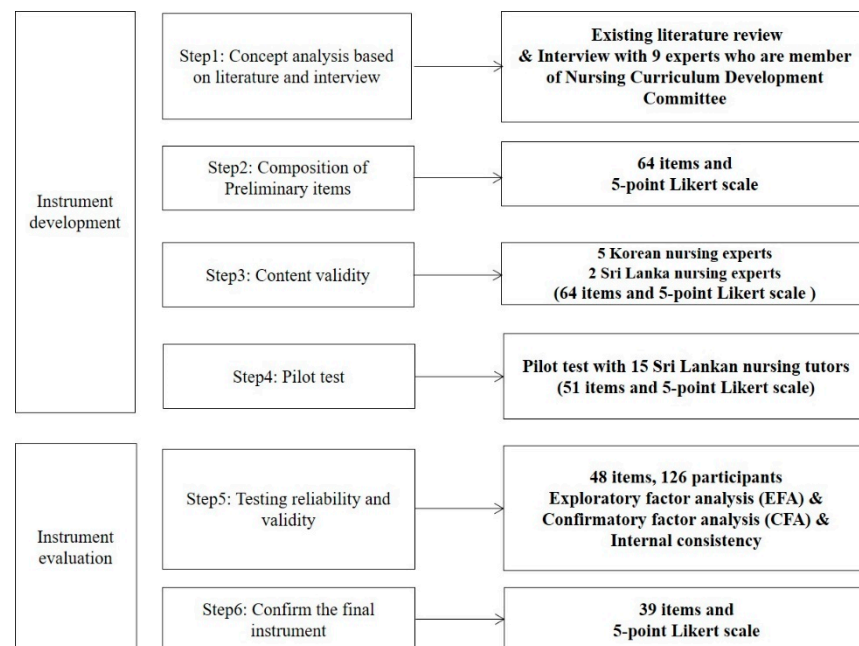 Instrument
development
Step1: Concept analysis based
on literature and interview
Existing literature review
& Interview with 9 experts who are member
of Nursing Curriculum Development
Committee
Step2: Composition of
Preliminary items
64 items and
5-point Likert scale
Step3: Content validity
5 Korean nursing experts
2 Sri Lanka nursing experts
(64 items and 5-point Likert scale )
Step4: Pilot test
Pilot test with 15 Sri Lankan nursing tutors
(51 items and 5-point Likert scale)
Instrument
evaluation
Step5: Testing reliability and
validity
48 items, 126 participants
Exploratory factor analysis (EFA) &
Confirmatory factor analysis (CFA) &
Internal consistency
Step6: Confirm the final
instrument
39 items and
5-point Likert scale